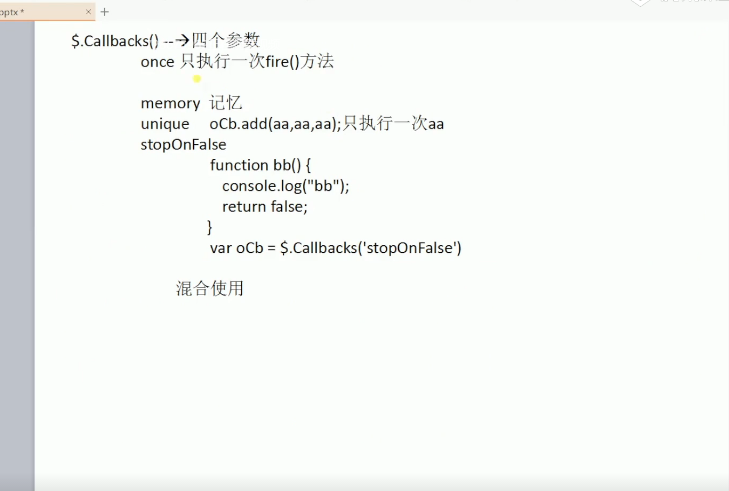 pptx * × +
$.Callbacks() --→四个参数
once 只执行一次fire()方法
memory 记忆
unique oCb.add(aa,aa,aa);只执行一次aa
stopOnFalse
function bb() {
console.log("bb");
return false;
}
var oCb = $.Callbacks('stopOnFalse')
混合使用